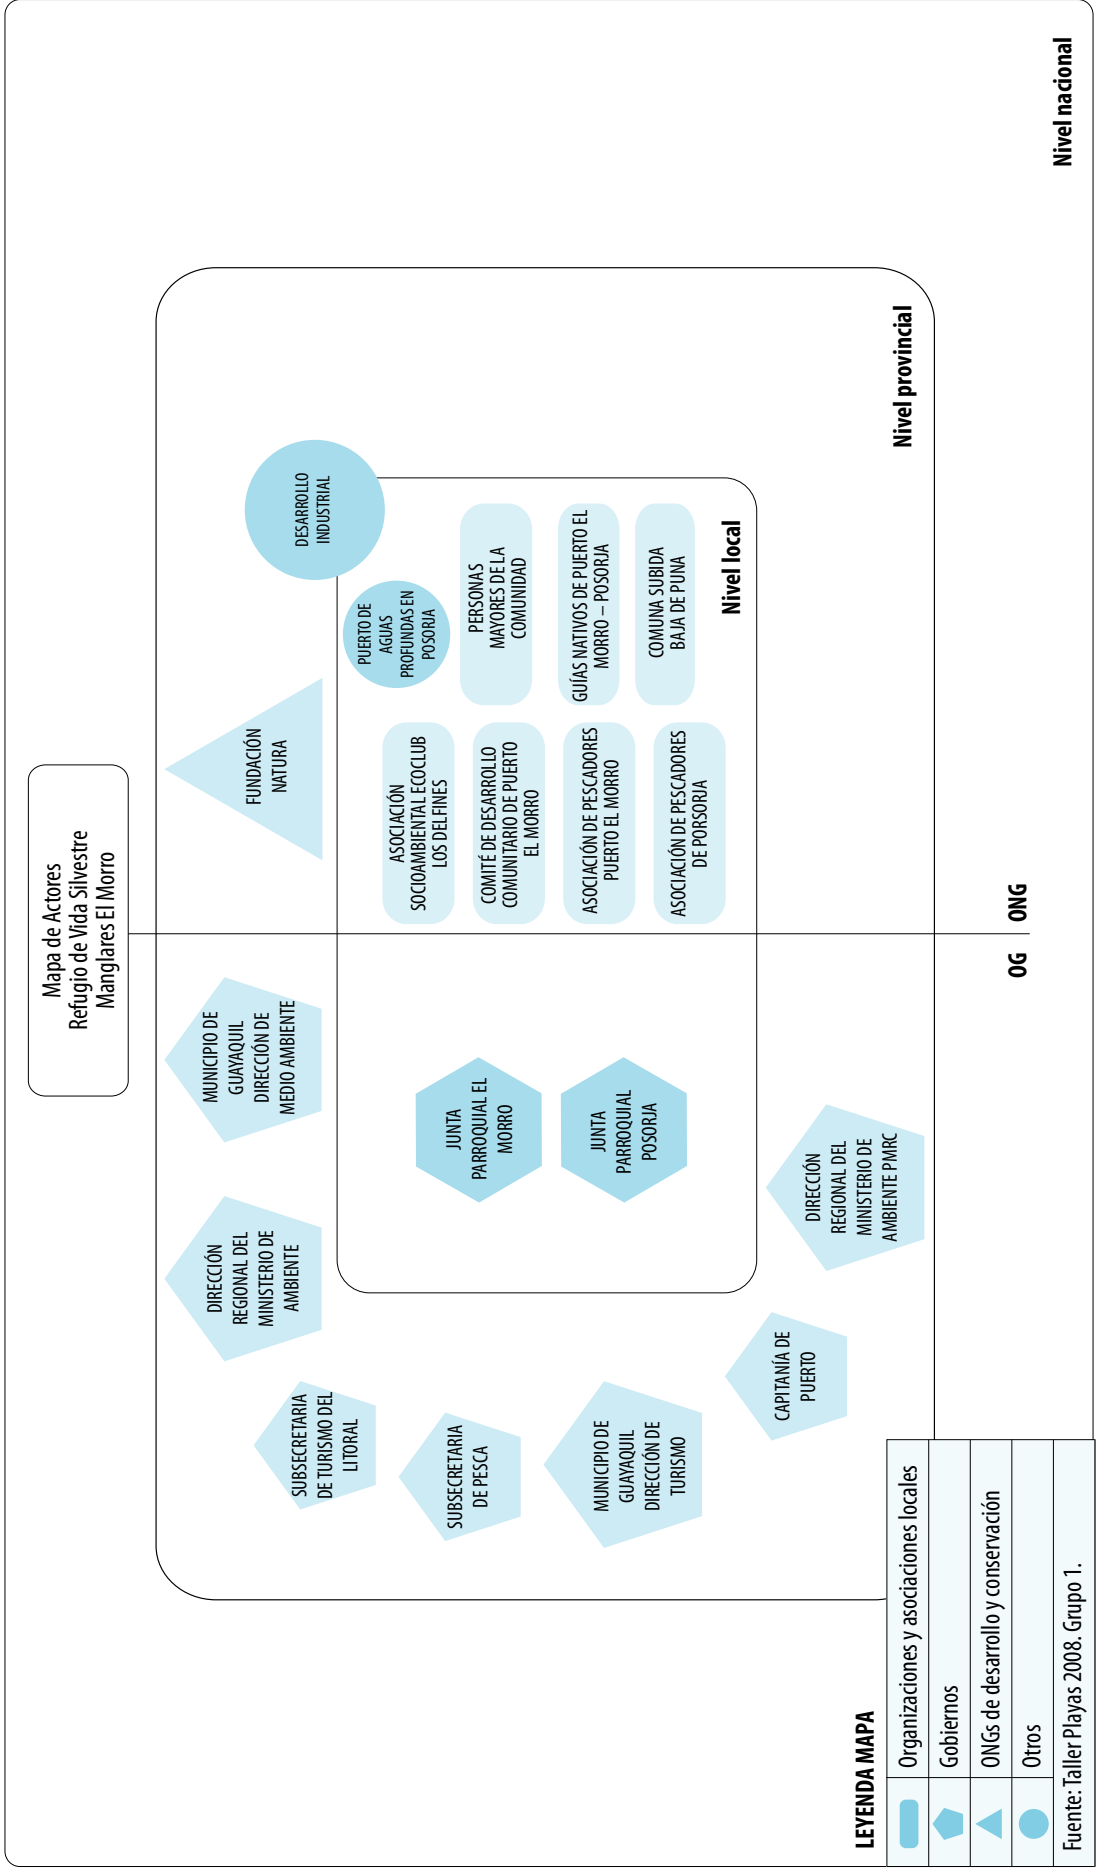 Mapa de Actores
Refugio de Vida Silvestre
Manglares El Morro
MUNICIPIO DE
GUAYAQUIL
DIRECCIÓN DE
MEDIO AMBIENTE
DIRECCIÓN
REGIONAL DEL
MINISTERIO DE
AMBIENTE
SUBSECRETARIA
DE TURISMO DEL
LITORAL
SUBSECRETARIA
DE PESCA
MUNICIPIO DE
GUAYAQUIL
DIRECCIÓN DE
TURISMO
CAPITANÍA DE
PUERTO
DIRECCIÓN
REGIONAL DEL
MINISTERIO DE
AMBIENTE PMRC
JUNTA
PARROQUIAL EL
MORRO
JUNTA
PARROQUIAL
POSORJA
FUNDACIÓN
NATURA
DESARROLLO
INDUSTRIAL
PUERTO DE
AGUAS
PROFUNDAS EN
POSORJA
ASOCIACIÓN
SOCIOAMBIENTAL ECOCLUB
LOS DELFINES
COMITÉ DE DESARROLLO
COMUNITARIO DE PUERTO
EL MORRO
ASOCIACIÓN DE PESCADORES
PUERTO EL MORRO
ASOCIACIÓN DE PESCADORES
DE PORSORJA
PERSONAS
MAYORES DE LA
COMUNIDAD
GUÍAS NATIVOS DE PUERTO EL
MORRO – POSORJA
COMUNA SUBIDA
BAJA DE PUNA
Nivel local
Nivel provincial
Nivel nacional
OG ONG
LEYENDA MAPA
Organizaciones y asociaciones locales
Gobiernos
ONGs de desarrollo y conservación
Otros
Fuente: Taller Playas 2008. Grupo 1.